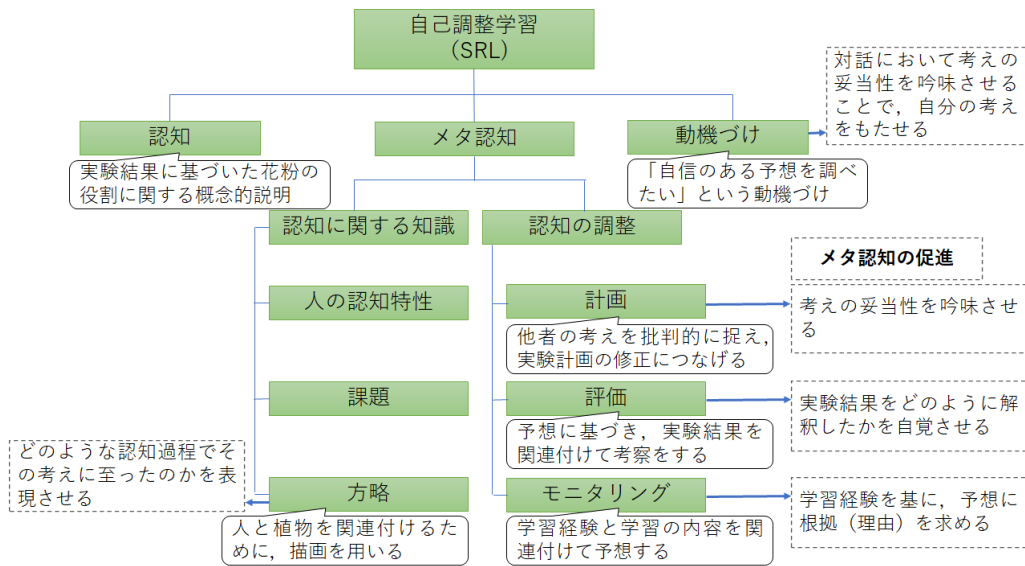 自己調整学習
（SRL）
対話において考えの
妥当性を吟味させる
ことで，自分の考え
をもたせる
認知
メタ認知
動機づけ
実験結果に基づいた花粉の
役割に関する概念的説明
「自信のある予想を調べ
たい」という動機づけ
認知に関する知識
認知の調整
メタ認知の促進
人の認知特性
計画
考えの妥当性を吟味させ
る
他者の考えを批判的に捉え，
実験計画の修正につなげる
課題
評価
実験結果をどのように解
釈したかを自覚させる
予想に基づき，実験結果を
関連付けて考察をする
どのような認知過程でそ
の考えに至ったのかを表
現させる
方略
モニタリング
学習経験を基に，予想に
根拠（理由）を求める
人と植物を関連付けるた
めに，描画を用いる
学習経験と学習の内容を関
連付けて予想する